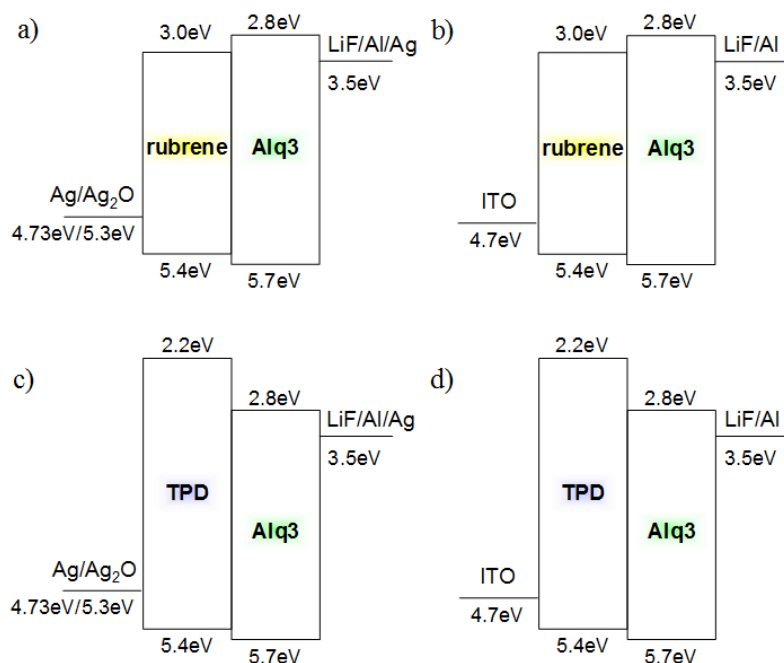 a)
3.0eV
2.8eV
LiF/Al/Ag
3.5eV
rubrene
Alq3
Ag/Ag₂O
4.73eV/5.3eV
5.4eV
5.7eV
b)
3.0eV
2.8eV
LiF/Al
3.5eV
rubrene
Alq3
ITO
4.7eV
5.4eV
5.7eV
c)
2.2eV
2.8eV
LiF/Al/Ag
3.5eV
TPD
Alq3
Ag/Ag₂O
4.73eV/5.3eV
5.4eV
5.7eV
d)
2.2eV
2.8eV
LiF/Al
3.5eV
TPD
Alq3
ITO
4.7eV
5.4eV
5.7eV